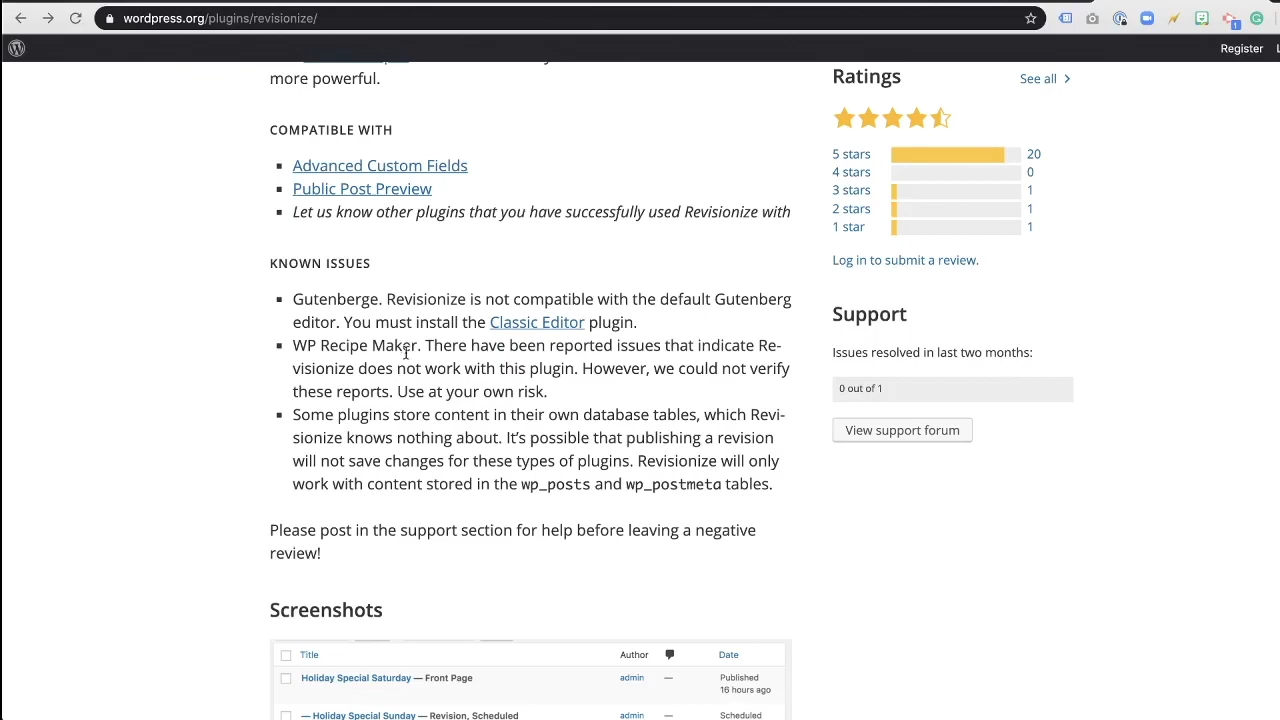 wordpress.org/plugins/revisionize/
1
Register
more powerful.
COMPATIBLE WITH
Advanced Custom Fields
Public Post Preview
Let us know other plugins that you have successfully used Revisionize with
KNOWN ISSUES
Gutenberge. Revisionize is not compatible with the default Gutenberg
editor. You must install the Classic Editor plugin.
WP Recipe Maker. There have been reported issues that indicate Re-
visionize does not work with this plugin. However, we could not verify
these reports. Use at your own risk.
Some plugins store content in their own database tables, which Revi-
sionize knows nothing about. It’s possible that publishing a revision
will not save changes for these types of plugins. Revisionize will only
work with content stored in the wp_posts and wp_postmeta tables.
Please post in the support section for help before leaving a negative
review!
Screenshots
Title Author Date
Holiday Special Saturday — Front Page admin — Published
16 hours ago
— Holiday Special Sunday — Revision, Scheduled admin — Scheduled
Ratings
See all
5 stars 20
4 stars 0
3 stars 1
2 stars 1
1 star 1
Log in to submit a review.
Support
Issues resolved in last two months:
0 out of 1
View support forum